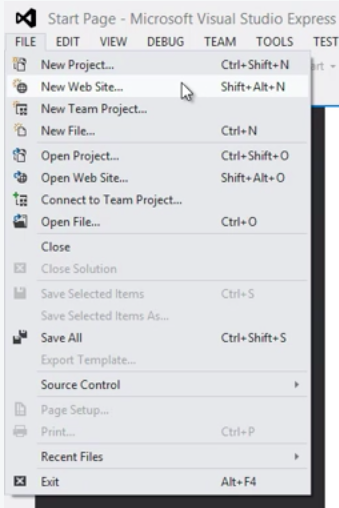 Start Page - Microsoft Visual Studio Express
FILE EDIT VIEW DEBUG TEAM TOOLS TEST
New Project... Ctrl+Shift+N
New Web Site... Shift+Alt+N
New Team Project...
New File... Ctrl+N
Open Project... Ctrl+Shift+O
Open Web Site... Shift+Alt+O
Connect to Team Project...
Open File... Ctrl+O
Close
Close Solution
Save Selected Items Ctrl+S
Save Selected Items As...
Save All Ctrl+Shift+S
Export Template...
Source Control
Page Setup...
Print... Ctrl+P
Recent Files
Exit Alt+F4